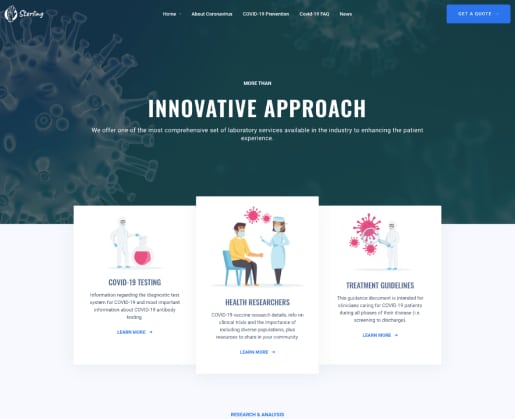 Sterling
Home
About Coronavirus
COVID-19 Prevention
Covid-19 FAQ
News
GET A QUOTE
MORE THAN
INNOVATIVE APPROACH
We offer one of the most comprehensive set of laboratory services available in the industry to enhancing the patient
experience.
COVID-19 TESTING
Information regarding the diagnostic test
system for COVID-19 and most important
information about COVID-19 antibody
testing
LEARN MORE →
HEALTH RESEARCHERS
COVID-19 vaccine research details, info on
clinical trials and the importance of
including diverse populations, plus
resources to share in your community
LEARN MORE →
TREATMENT GUIDELINES
This guidance document is intended for
clinicians caring for COVID-19 patients
during all phases of their disease (i.e.
screening to discharge).
LEARN MORE →
RESEARCH & ANALYSIS